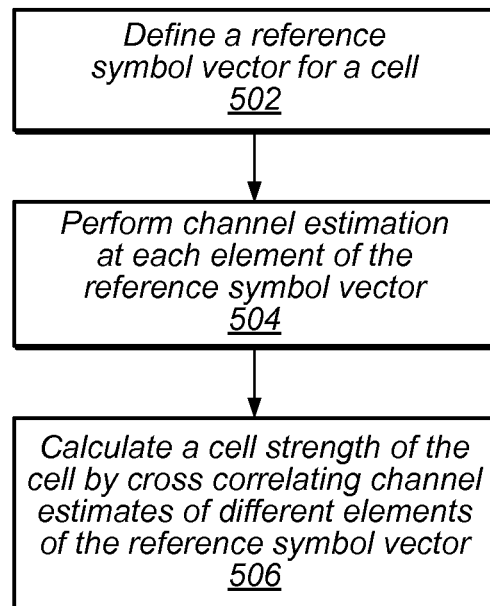 Define a reference
symbol vector for a cell
502
Perform channel estimation
at each element of the
reference symbol vector
504
Calculate a cell strength of the
cell by cross correlating channel
estimates of different elements
of the reference symbol vector
506